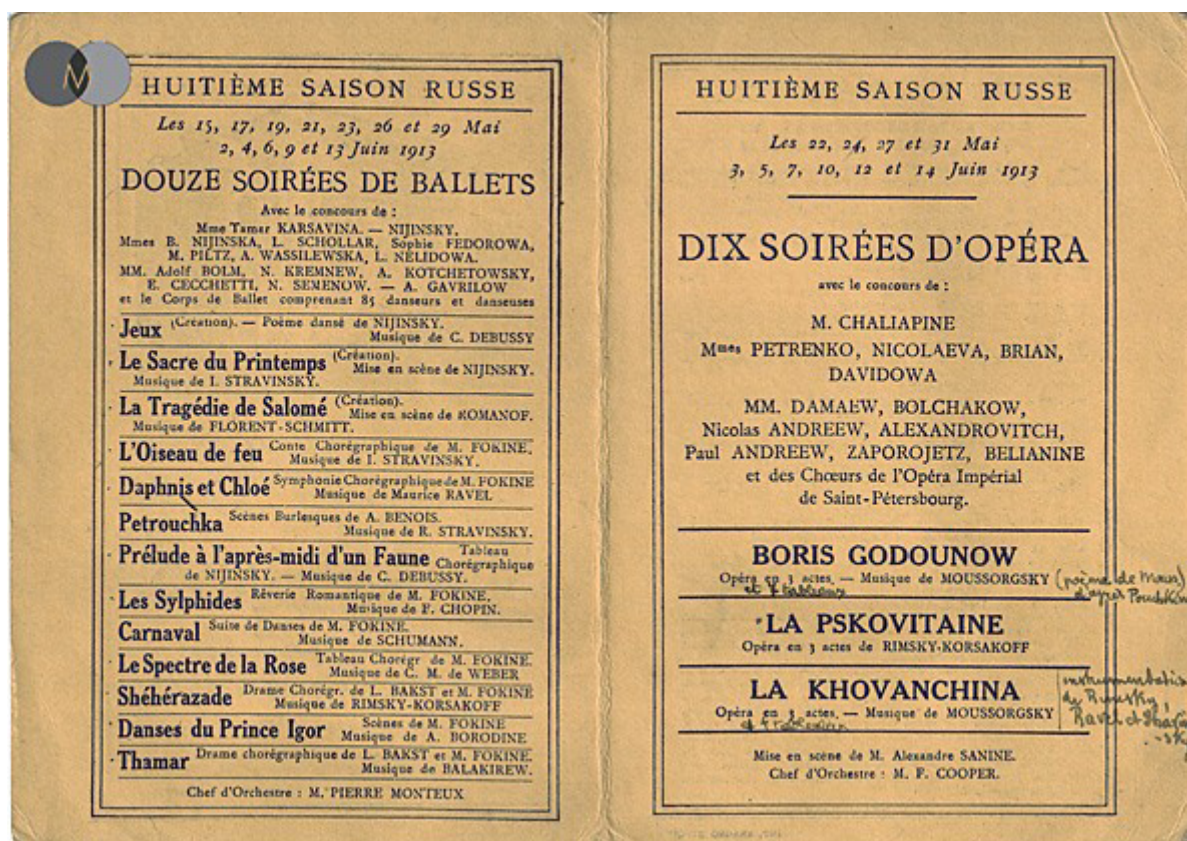 M
HUITIÈME SAISON RUSSE
Les 15, 17, 19, 21, 23, 26 et 29 Mai
2, 4, 6, 9 et 13 Juin 1913
DOUZE SOIRÉES DE BALLETS
Avec le concours de :
Mme Tamar KARSAVINA. — NIJINSKY.
Mmes B. NIJINSKA, L. SCHOLLAR, Sophie FEDOROWA,
M. PILTZ, A. WASSILEWSKA, L. NELIDOWA.
MM. Adolf BOLM, N. KREMNEW, A. KOTCHETOWSKY,
E. CECCHETTI, N. SEMENOW. — A. GAVRILOW
et le Corps de Ballet comprenant 85 danseurs et danseuses
Jeux (Création). — Poème dansé de NIJINSKY.
Musique de C. DEBUSSY
Le Sacre du Printemps (Création).
Mise en scène de NIJINSKY.
Musique de I. STRAVINSKY.
La Tragédie de Salomé (Création).
Mise en scène de ROMANOF.
Musique de FLORENT-SCHMITT.
L'Oiseau de feu Conte Chorégraphique de M. FOKINE.
Musique de I. STRAVINSKY.
Daphnis et Chloé Symphonie Chorégraphique de M. FOKINE
Musique de Maurice RAVEL
Petrouchka Scènes Burlesques de A. BENOIS.
Musique de R. STRAVINSKY.
Prélude à l'après-midi d'un Faune Tableau
Chorégraphique
de NIJINSKY. — Musique de C. DEBUSSY.
Les Sylphides Rêverie Romantique de M. FOKINE.
Musique de F. CHOPIN.
Carnaval Suite de Danses de M. FOKINE.
Musique de SCHUMANN.
Le Spectre de la Rose Tableau Chorégr de M. FOKINE.
Musique de C. M. de WEBER
Shéhérazade Drame Chorégr. de L. BAKST et M. FOKINE
Musique de RIMSKY-KORSAKOFF
Danses du Prince Igor Scènes de M. FOKINE
Musique de A. BORODINE
Thamar Drame chorégraphique de L. BAKST et M. FOKINE.
Musique de BALAKIREW.
Chef d'Orchestre : M. PIERRE MONTEUX
HUITIÈME SAISON RUSSE
Les 22, 24, 27 et 31 Mai
3, 5, 7, 10, 12 et 14 Juin 1913
DIX SOIRÉES D'OPÉRA
avec le concours de :
M. CHALIAPINE
Mmes PETRENKO, NICOLAEVA, BRIAN,
DAVIDOWA
MM. DAMAEW, BOLCHAKOW,
Nicolas ANDREEW, ALEXANDROVITCH,
Paul ANDREEW, ZAPOROJETZ, BELIANINE
et des Chœurs de l'Opéra Impérial
de Saint-Pétersbourg.
BORIS GODOUNOW
Opéra en 3 actes. — Musique de MOUSSORGSKY (poème de Mous)
et 7 tableaux d'après Pouchkin
LA PSKOVITAINE
Opéra en 3 actes de RIMSKY-KORSAKOFF
LA KHOVANCHINA
Opéra en 3 actes. — Musique de MOUSSORGSKY
et tableaux
de Rimsky,
Ravel et
Mise en scène de M. Alexandre SANINE.
Chef d'Orchestre : M. F. COOPER.